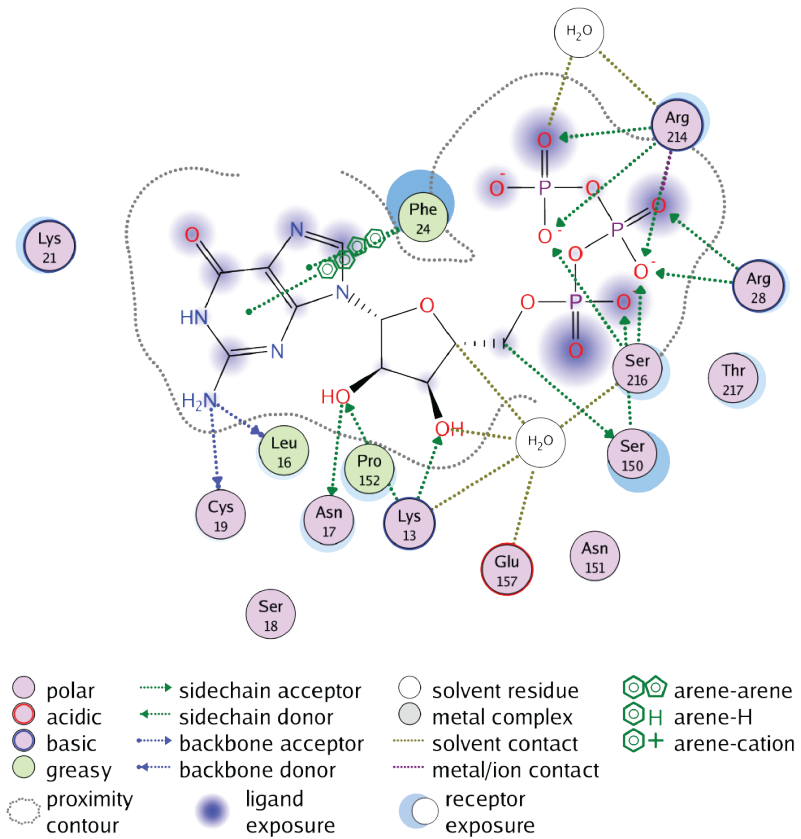 H₂O
Arg
214
O
O⁻
P
O
O
Phe
24
P
O⁻
O⁻
Lys
21
O
N
N
O
Arg
28
HN
N
N
O
O
P
O⁻
O
Ser
216
Thr
217
H₂N
HO
OH
H₂O
Leu
16
Pro
152
Ser
150
Cys
19
Asn
17
Lys
13
Glu
157
Asn
151
Ser
18
polar
sidechain acceptor
solvent residue
arene-arene
acidic
sidechain donor
metal complex
H
arene-H
basic
backbone acceptor
solvent contact
+
arene-cation
greasy
backbone donor
metal/ion contact
proximity
contour
ligand
exposure
receptor
exposure